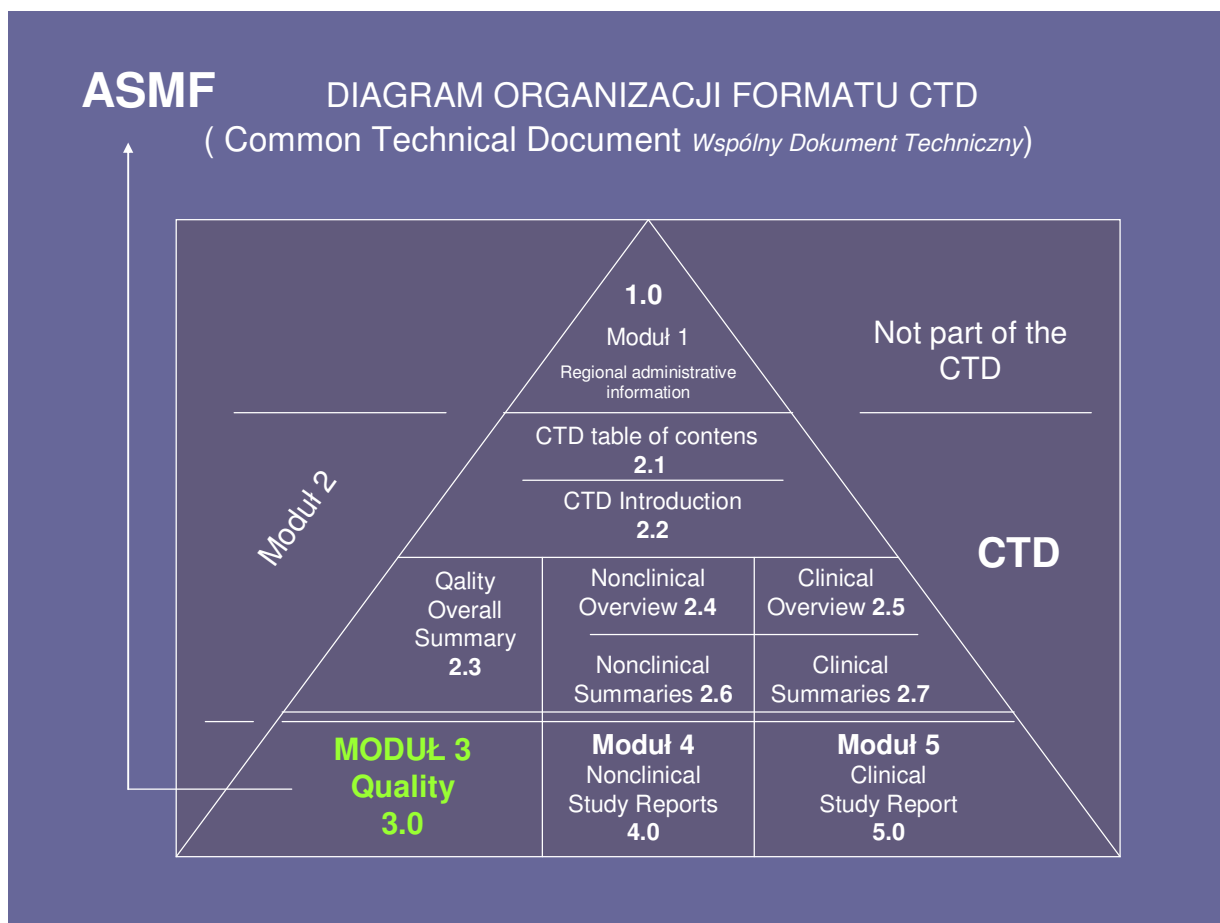 ASMF DIAGRAM ORGANIZACJI FORMATU CTD
( Common Technical Document Wspólny Dokument Techniczny)
1.0
Moduł 1
Regional administrative
information
Not part of the
CTD
Moduł 2
CTD table of contens
2.1
CTD Introduction
2.2
CTD
Qality
Overall
Summary
2.3
Nonclinical
Overview 2.4
Clinical
Overview 2.5
Nonclinical
Summaries 2.6
Clinical
Summaries 2.7
MODUŁ 3
Quality
3.0
Moduł 4
Nonclinical
Study Reports
4.0
Moduł 5
Clinical
Study Report
5.0